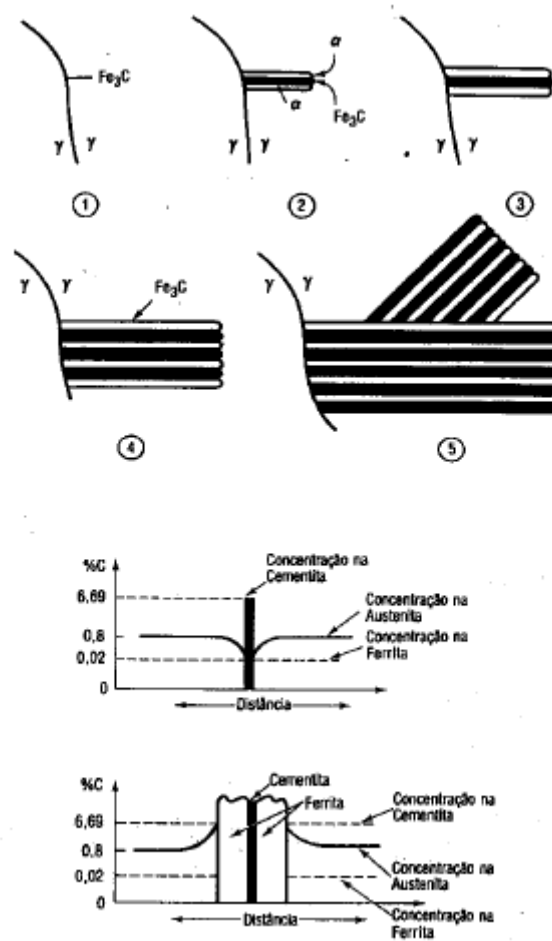 Fe₃C
γ γ
①
α
α
Fe₃C
γ γ
②
γ γ
③
γ γ
Fe₃C
④
γ γ
⑤
%C
6,69
0,8
0,02
0
Concentração na
Cementita
Concentração na
Austenita
Concentração na
Ferrita
Distância
%C
6,69
0,8
0,02
0
Cementita
Ferrita
Concentração na
Cementita
Concentração na
Austenita
Concentração na
Ferrita
Distância